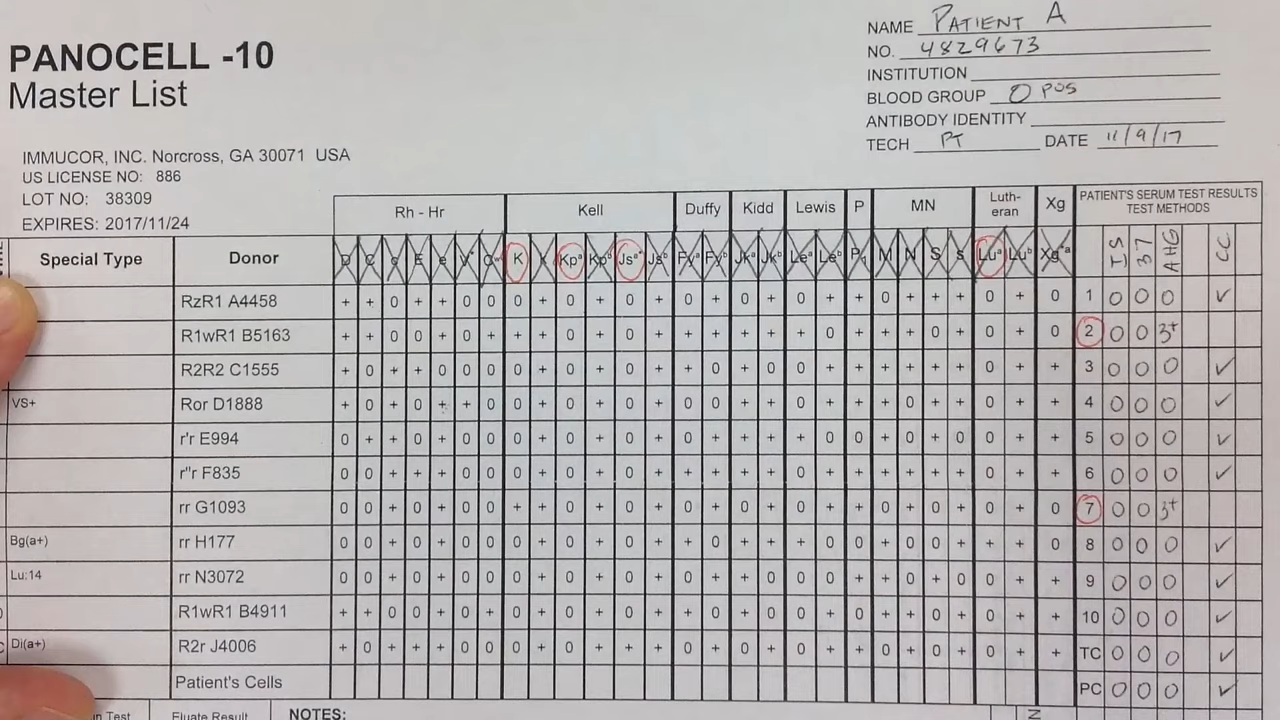 PANOCELL -10
Master List
IMMUCOR, INC. Norcross, GA 30071 USA
US LICENSE NO: 886
LOT NO: 38309
EXPIRES: 2017/11/24
NAME PATIENT A
NO. 4829673
INSTITUTION
BLOOD GROUP O POS
ANTIBODY IDENTITY
TECH PT DATE 11/9/17
Rh - Hr Kell Duffy Kidd Lewis P MN Luth-eran Xg PATIENT'S SERUM TEST RESULTS
TEST METHODS
Special Type Donor D C c E e V Cw K k Kpa Kpb Jsa Jsb Fya Fyb Jka Jkb Lea Leb P1 M N S s Lua Lub Xga IS 37 AHG CC
RzR1 A4458 + + 0 + + 0 0 0 + 0 + 0 + 0 + + 0 0 + + 0 + + + 0 + 0 1 0 0 0 ✓
R1wR1 B5163 + + 0 0 + 0 + + + 0 + 0 + + 0 + + + 0 + + + 0 + 0 + 0 2 0 0 3+
R2R2 C1555 + 0 + + 0 0 0 0 + 0 + 0 + + 0 + 0 0 + + + + + + 0 + + 3 0 0 0 ✓
VS+ Ror D1888 + 0 + 0 + + 0 0 + 0 + 0 + 0 0 + 0 0 + + + 0 + + 0 + + 4 0 0 0 ✓
r'r E994 0 + + 0 + 0 0 0 + 0 + 0 + 0 + + + + 0 0 + 0 + 0 0 + + 5 0 0 0 ✓
r"r F835 0 0 + + + 0 0 0 + 0 + 0 + + + + + 0 + + + + + + 0 + + 6 0 0 0 ✓
rr G1093 0 0 + 0 + 0 0 + + 0 + 0 + 0 + + 0 0 + + + 0 0 + 0 + 0 7 0 0 3+
Bg(a+) rr H177 0 0 + 0 + 0 0 0 + 0 + 0 + + 0 + + + 0 + + 0 0 + + + 0 8 0 0 0 ✓
Lu:14 rr N3072 0 0 + 0 + 0 0 0 + 0 + 0 + 0 + + 0 0 0 + + 0 + 0 0 + + 9 0 0 0 ✓
R1wR1 B4911 + + 0 0 + 0 + 0 + 0 + 0 + + 0 + 0 0 + + 0 + 0 + 0 + + 10 0 0 0 ✓
Di(a+) R2r J4006 + 0 + + + 0 0 0 + 0 + + + 0 + 0 + 0 + + 0 + 0 + 0 + + TC 0 0 0 ✓
Patient's Cells PC 0 0 0 ✓
Test Eluate Result NOTES: